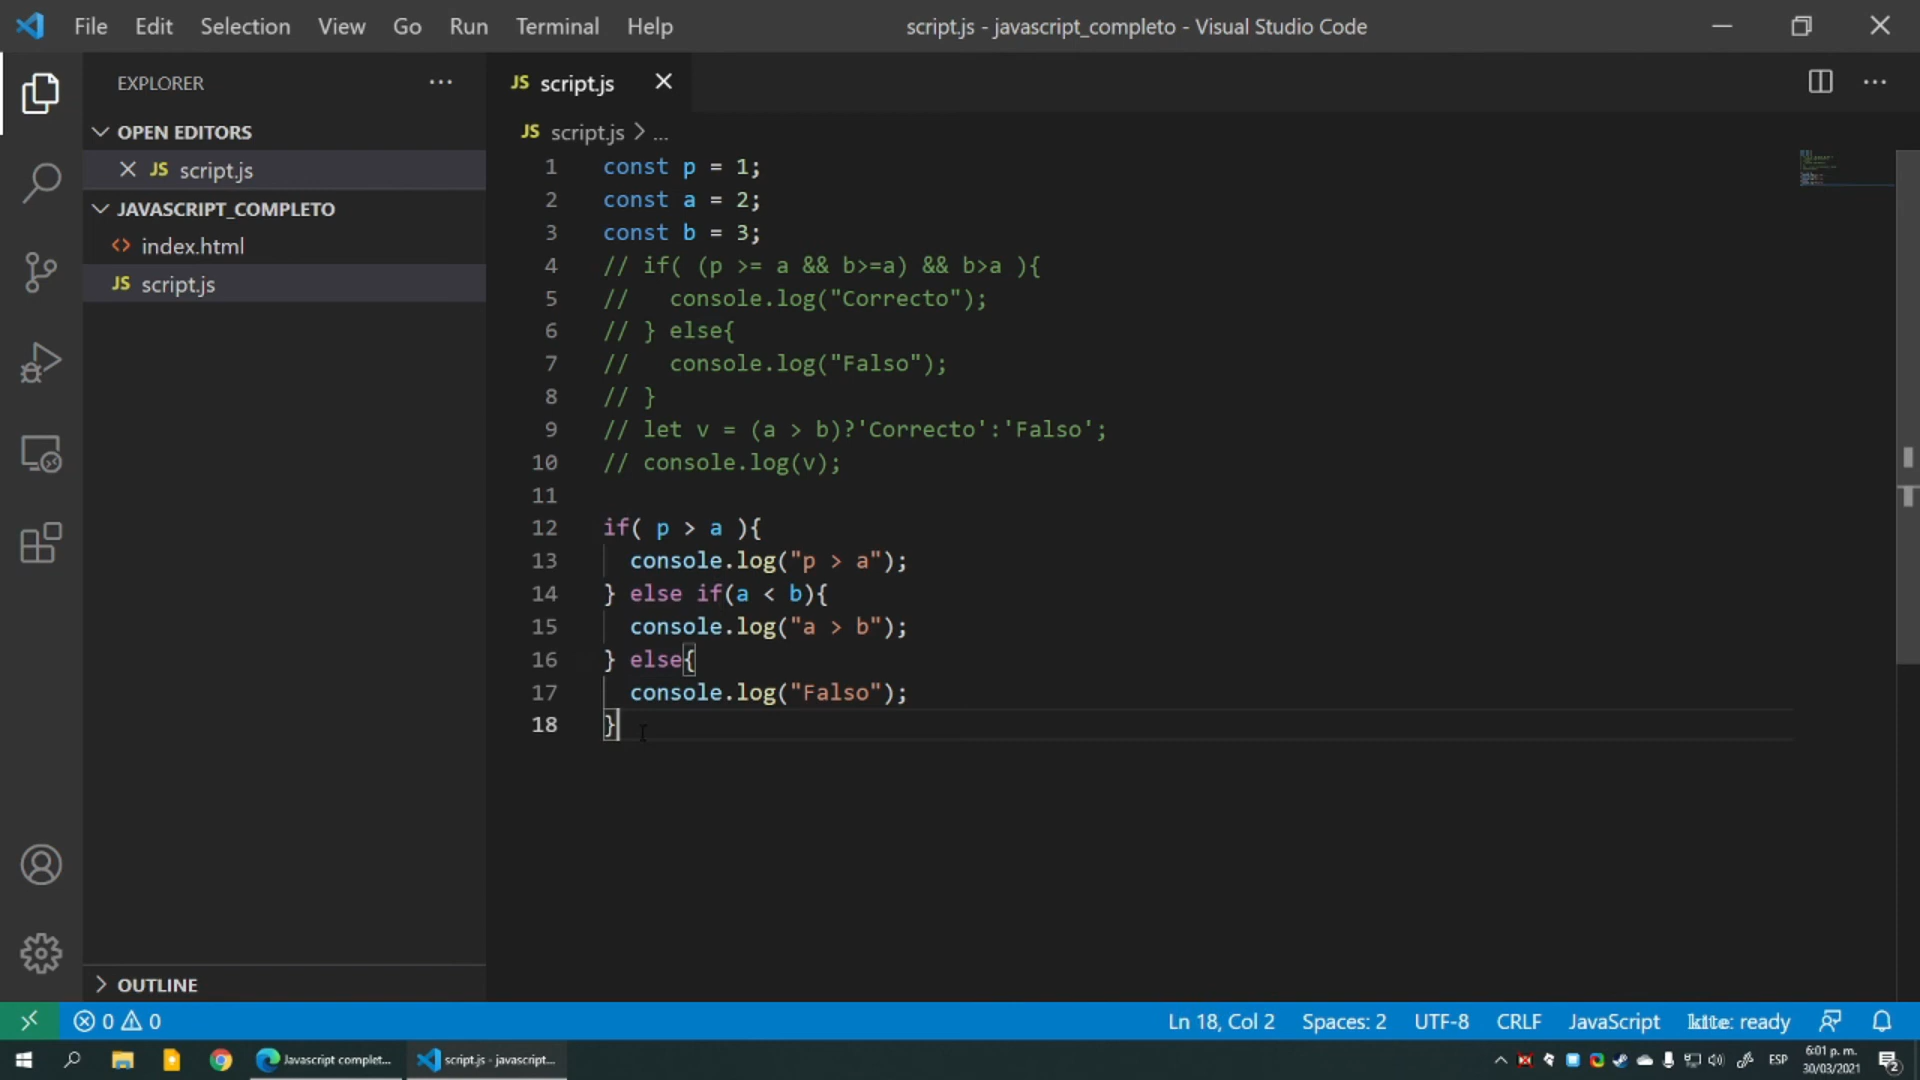 File Edit Selection View Go Run Terminal Help
script.js - javascript_completo - Visual Studio Code
EXPLORER ...
JS script.js
OPEN EDITORS
JS script.js
JAVASCRIPT_COMPLETO
<> index.html
JS script.js
OUTLINE
JS script.js > ...
1 const p = 1;
2 const a = 2;
3 const b = 3;
4 // if( (p >= a && b>=a) && b>a ){
5 //   console.log("Correcto");
6 // } else{
7 //   console.log("Falso");
8 // }
9 // let v = (a > b)?'Correcto':'Falso';
10 // console.log(v);
11
12 if( p > a ){
13   console.log("p > a");
14 } else if(a < b){
15   console.log("a > b");
16 } else{
17   console.log("Falso");
18 }
0 0 Ln 18, Col 2 Spaces: 2 UTF-8 CRLF JavaScript kite: ready
Javascript complet... script.js - javascript... ESP 6:01 p. m.
30/03/2021 2